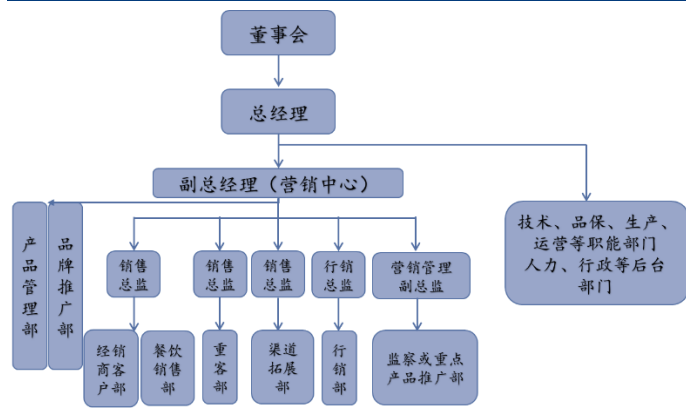 董事会
总经理
副总经理（营销中心）
技术、品保、生产、
运营等职能部门
人力、行政等后台
部门
产品管理部
品牌推广部
销售
总监
销售
总监
销售
总监
行销
总监
营销管理
副总监
经销
商客
户部
餐饮
销售
部
重
客
部
渠道
拓展
部
行
销
部
监察或重点
产品推广部